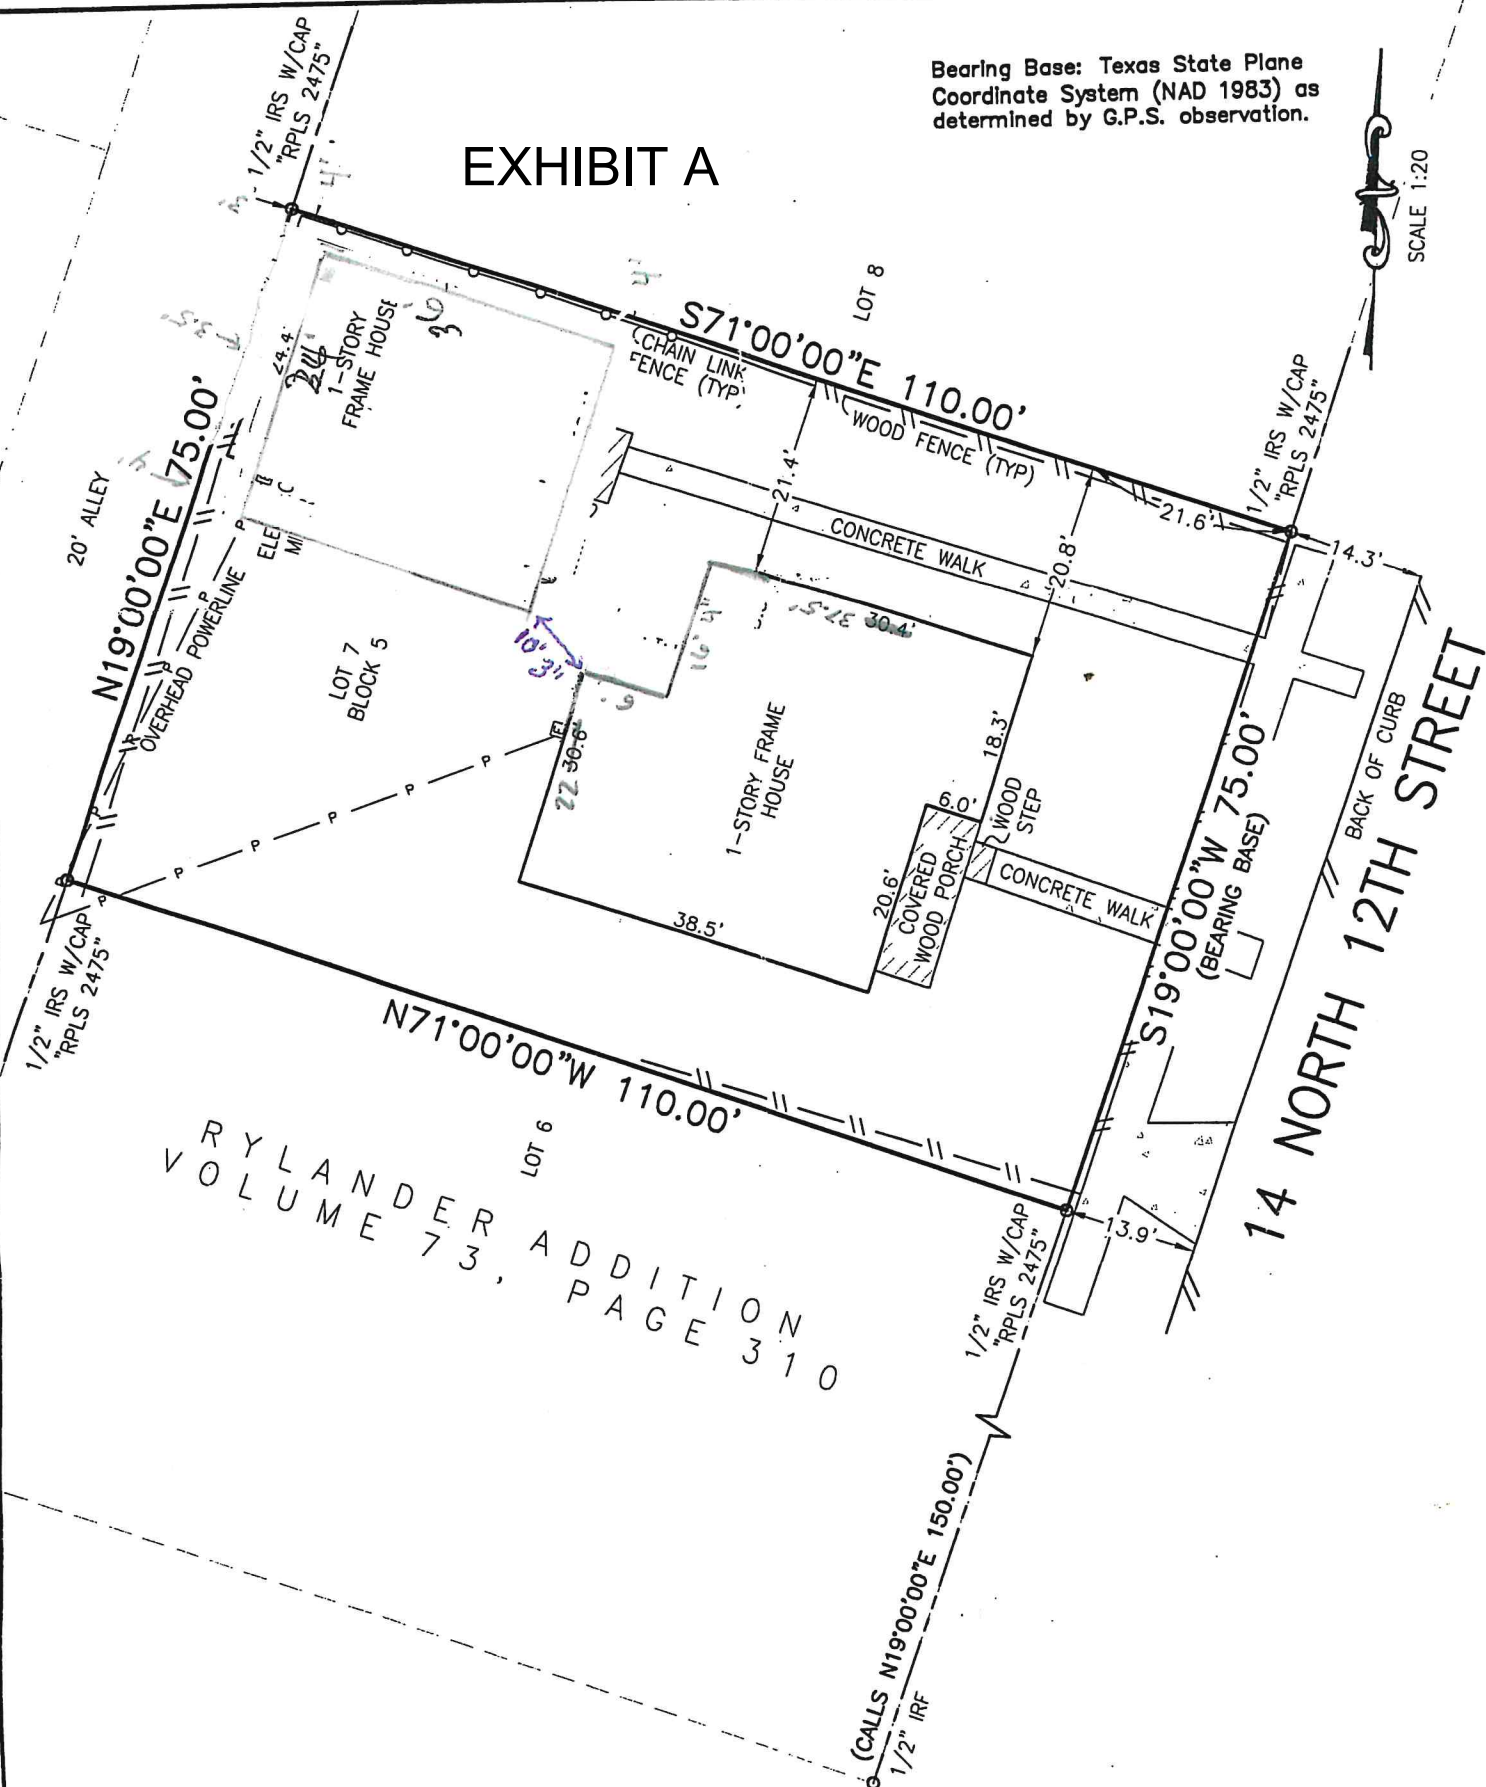 Bearing Base: Texas State Plane
Coordinate System (NAD 1983) as
determined by G.P.S. observation.
EXHIBIT A
SCALE 1:20
1/2" IRS W/CAP
"RPLS 2475"
4'
LOT 8
S71°00'00"E 110.00'
CHAIN LINK
FENCE (TYP)
WOOD FENCE (TYP)
1/2" IRS W/CAP
"RPLS 2475"
3.5'
24.4'
1-STORY
FRAME HOUSE
4'
20' ALLEY
N19°00'00"E 75.00'
OVERHEAD POWERLINE
P
P
P
P
21.4'
CONCRETE WALK
20.8'
21.6'
14.3'
10' 3"
37.5'
30.4'
LOT 7
BLOCK 5
E
22 30.6'
P
P
P
P
P
P
1-STORY FRAME
HOUSE
18.3'
6.0'
WOOD
STEP
20.6'
COVERED
WOOD PORCH
CONCRETE WALK
38.5'
S19°00'00"W 75.00'
(BEARING BASE)
BACK OF CURB
14 NORTH 12TH STREET
1/2" IRS W/CAP
"RPLS 2475"
N71°00'00"W 110.00'
LOT 6
RYLANDER ADDITION
VOLUME 73, PAGE 310
13.9'
1/2" IRS W/CAP
"RPLS 2475"
(CALLS N19°00'00"E 150.00')
1/2" IRF